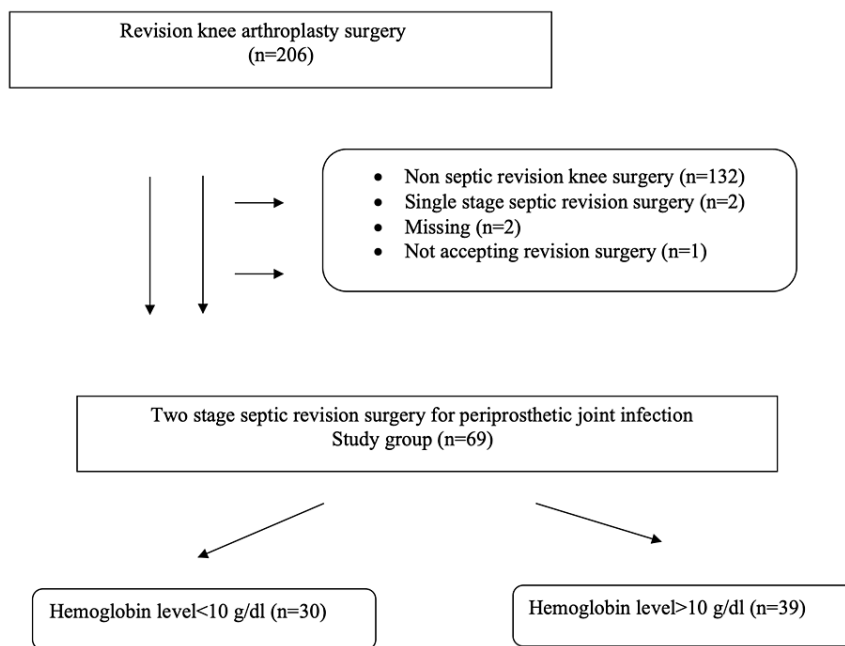 Revision knee arthroplasty surgery
(n=206)
• Non septic revision knee surgery (n=132)
• Single stage septic revision surgery (n=2)
• Missing (n=2)
• Not accepting revision surgery (n=1)
Two stage septic revision surgery for periprosthetic joint infection
Study group (n=69)
Hemoglobin level<10 g/dl (n=30)
Hemoglobin level>10 g/dl (n=39)